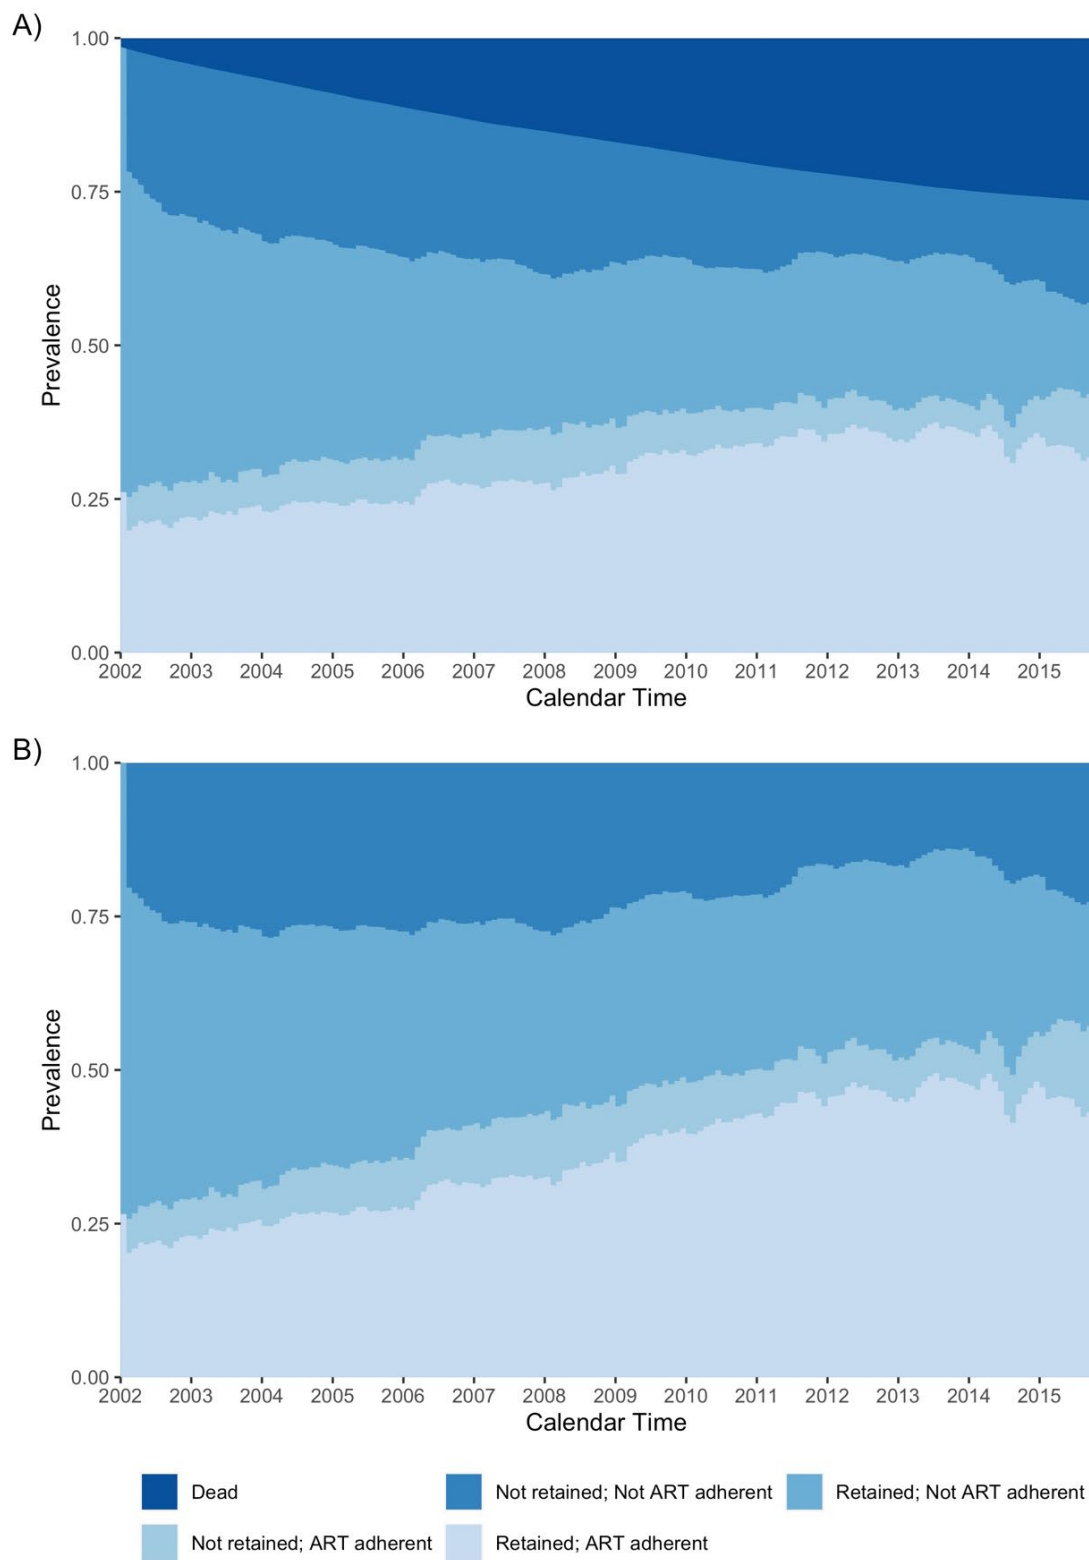 A)
1.00
0.75
0.50
0.25
0.00
Prevalence
2002 2003 2004 2005 2006 2007 2008 2009 2010 2011 2012 2013 2014 2015
Calendar Time
B)
1.00
0.75
0.50
0.25
0.00
Prevalence
2002 2003 2004 2005 2006 2007 2008 2009 2010 2011 2012 2013 2014 2015
Calendar Time
Dead Not retained; Not ART adherent Retained; Not ART adherent
Not retained; ART adherent Retained; ART adherent